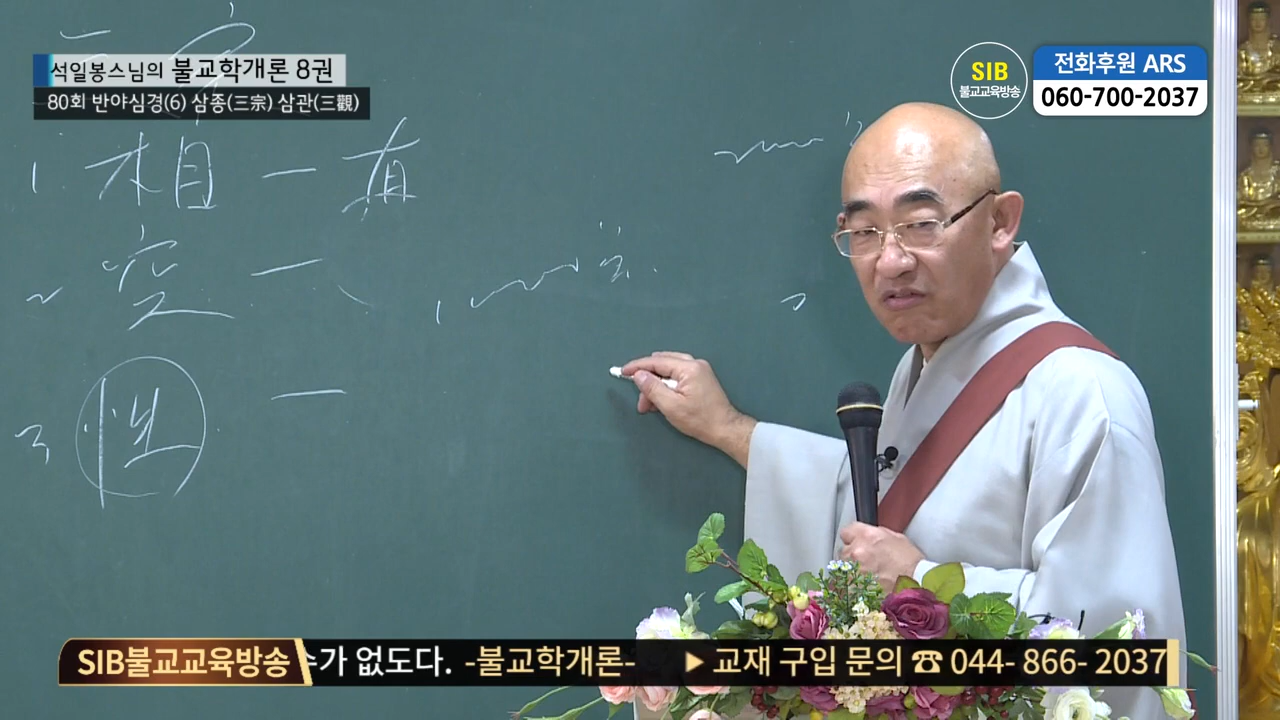 석일봉스님의 불교학개론 8권
80회 반야심경(6) 삼종(三宗) 삼관(三觀)
SIB
불교교육방송
전화후원 ARS
060-700-2037
三宗
1. 相 一 有
2 空 一
3 性 一
SIB불교교육방송
수가 없도다. -불교학개론- ▶교재 구입 문의 ☎ 044- 866- 2037